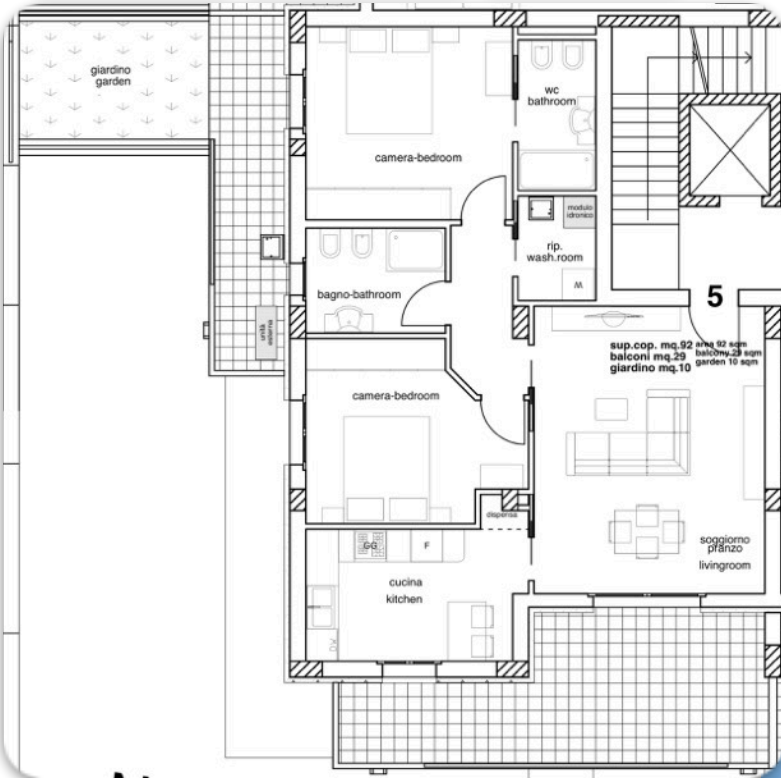 giardino
garden
wc
bathroom
camera-bedroom
modulo
idronico
rip.
wash.room
W
bagno-bathroom
unità
esterna
5
sup.cop. mq.92 area 92 sqm
balconi mq.29 balcony 29 sqm
giardino mq.10 garden 10 sqm
camera-bedroom
dispensa
GG
F
soggiorno
pranzo
livingroom
cucina
kitchen
DW